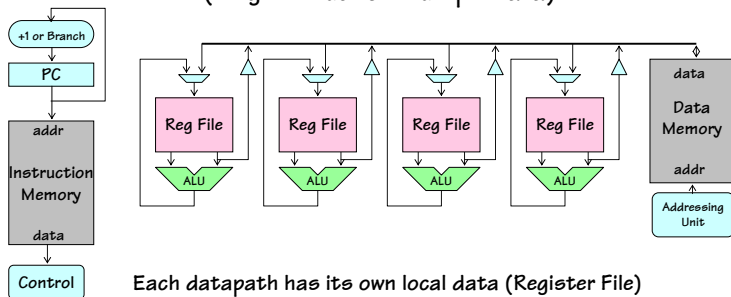 +1 or Branch
PC
addr
Instruction
Memory
data
Control
Reg File
ALU
Reg File
ALU
Reg File
ALU
Reg File
ALU
data
Data
Memory
addr
Addressing
Unit
Each datapath has its own local data (Register File)